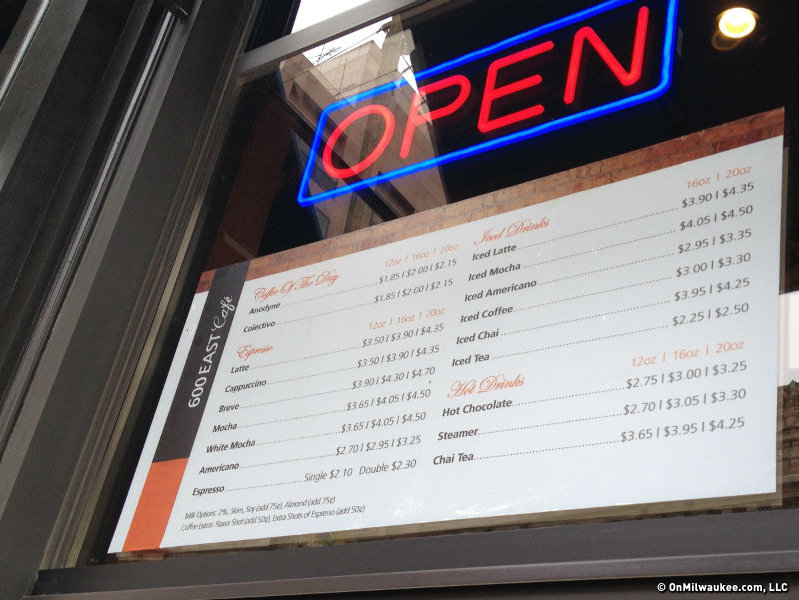 OPEN
600 EAST Café
Coffee Of The Day 12oz | 16oz | 20oz
Anodyne $1.85 | $2.00 | $2.15
Colectivo $1.85 | $2.00 | $2.15
Espresso 12oz | 16oz | 20oz
Latte $3.50 | $3.90 | $4.35
Cappuccino $3.50 | $3.90 | $4.35
Breve $3.90 | $4.30 | $4.70
Mocha $3.65 | $4.05 | $4.50
White Mocha $3.65 | $4.05 | $4.50
Americano $2.70 | $2.95 | $3.25
Espresso Single $2.10 Double $2.30
Milk Options: 2%, Skim, Soy (add 75¢), Almond (add 75¢)
Coffee Extras: Flavor Shot (add 50¢), Extra Shots of Espresso (add 50¢)
Iced Drinks 16oz | 20oz
Iced Latte $3.90 | $4.35
Iced Mocha $4.05 | $4.50
Iced Americano $2.95 | $3.35
Iced Coffee $3.00 | $3.30
Iced Chai $3.95 | $4.25
Iced Tea $2.25 | $2.50
Hot Drinks 12oz | 16oz | 20oz
Hot Chocolate $2.75 | $3.00 | $3.25
Steamer $2.70 | $3.05 | $3.30
Chai Tea $3.65 | $3.95 | $4.25
© OnMilwaukee.com, LLC